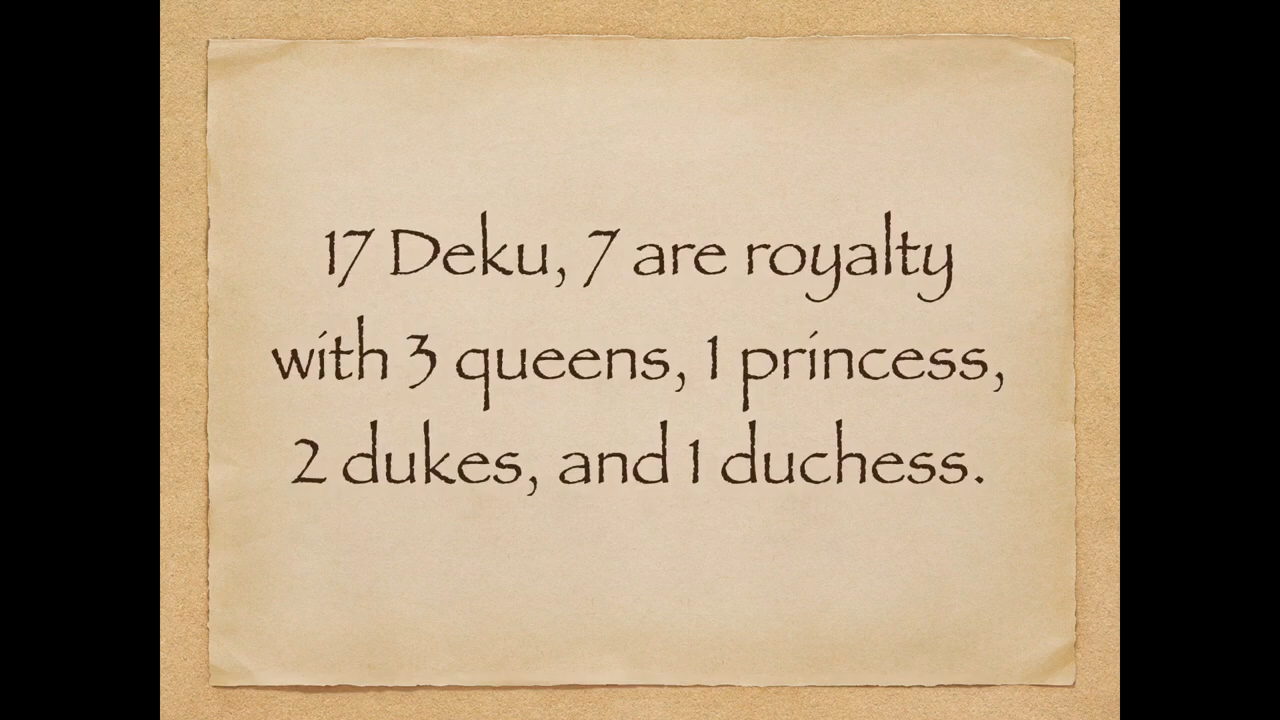 17 Deku, 7 are royalty
with 3 queens, 1 princess,
2 dukes, and 1 duchess.